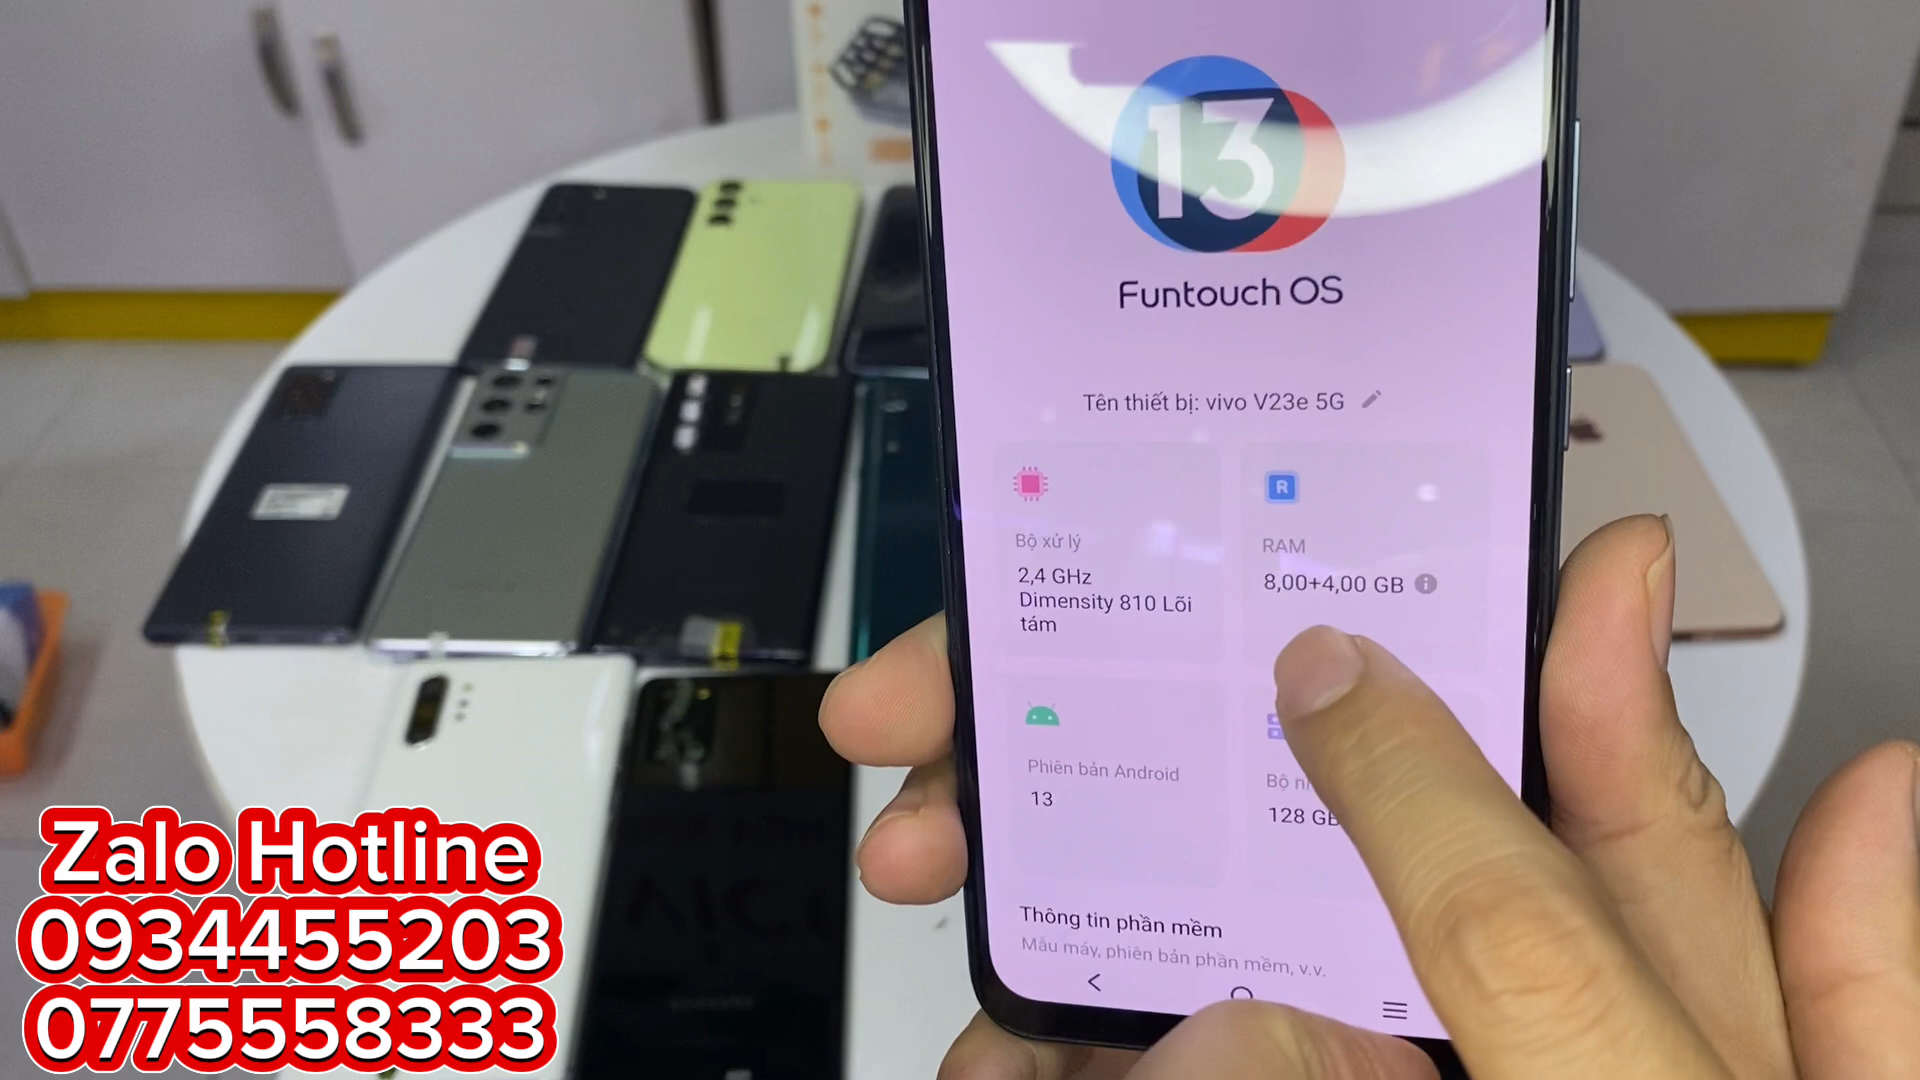 13
Funtouch OS
Tên thiết bị: vivo V23e 5G
Bộ xử lý
2,4 GHz
Dimensity 810 Lõi
tám
R
RAM
8,00+4,00 GB
Phiên bản Android
13
Bộ
128 GB
Thông tin phần mềm
Mẫu máy, phiên bản phần mềm, v.v.
Zalo Hotline
0934455203
0775558333